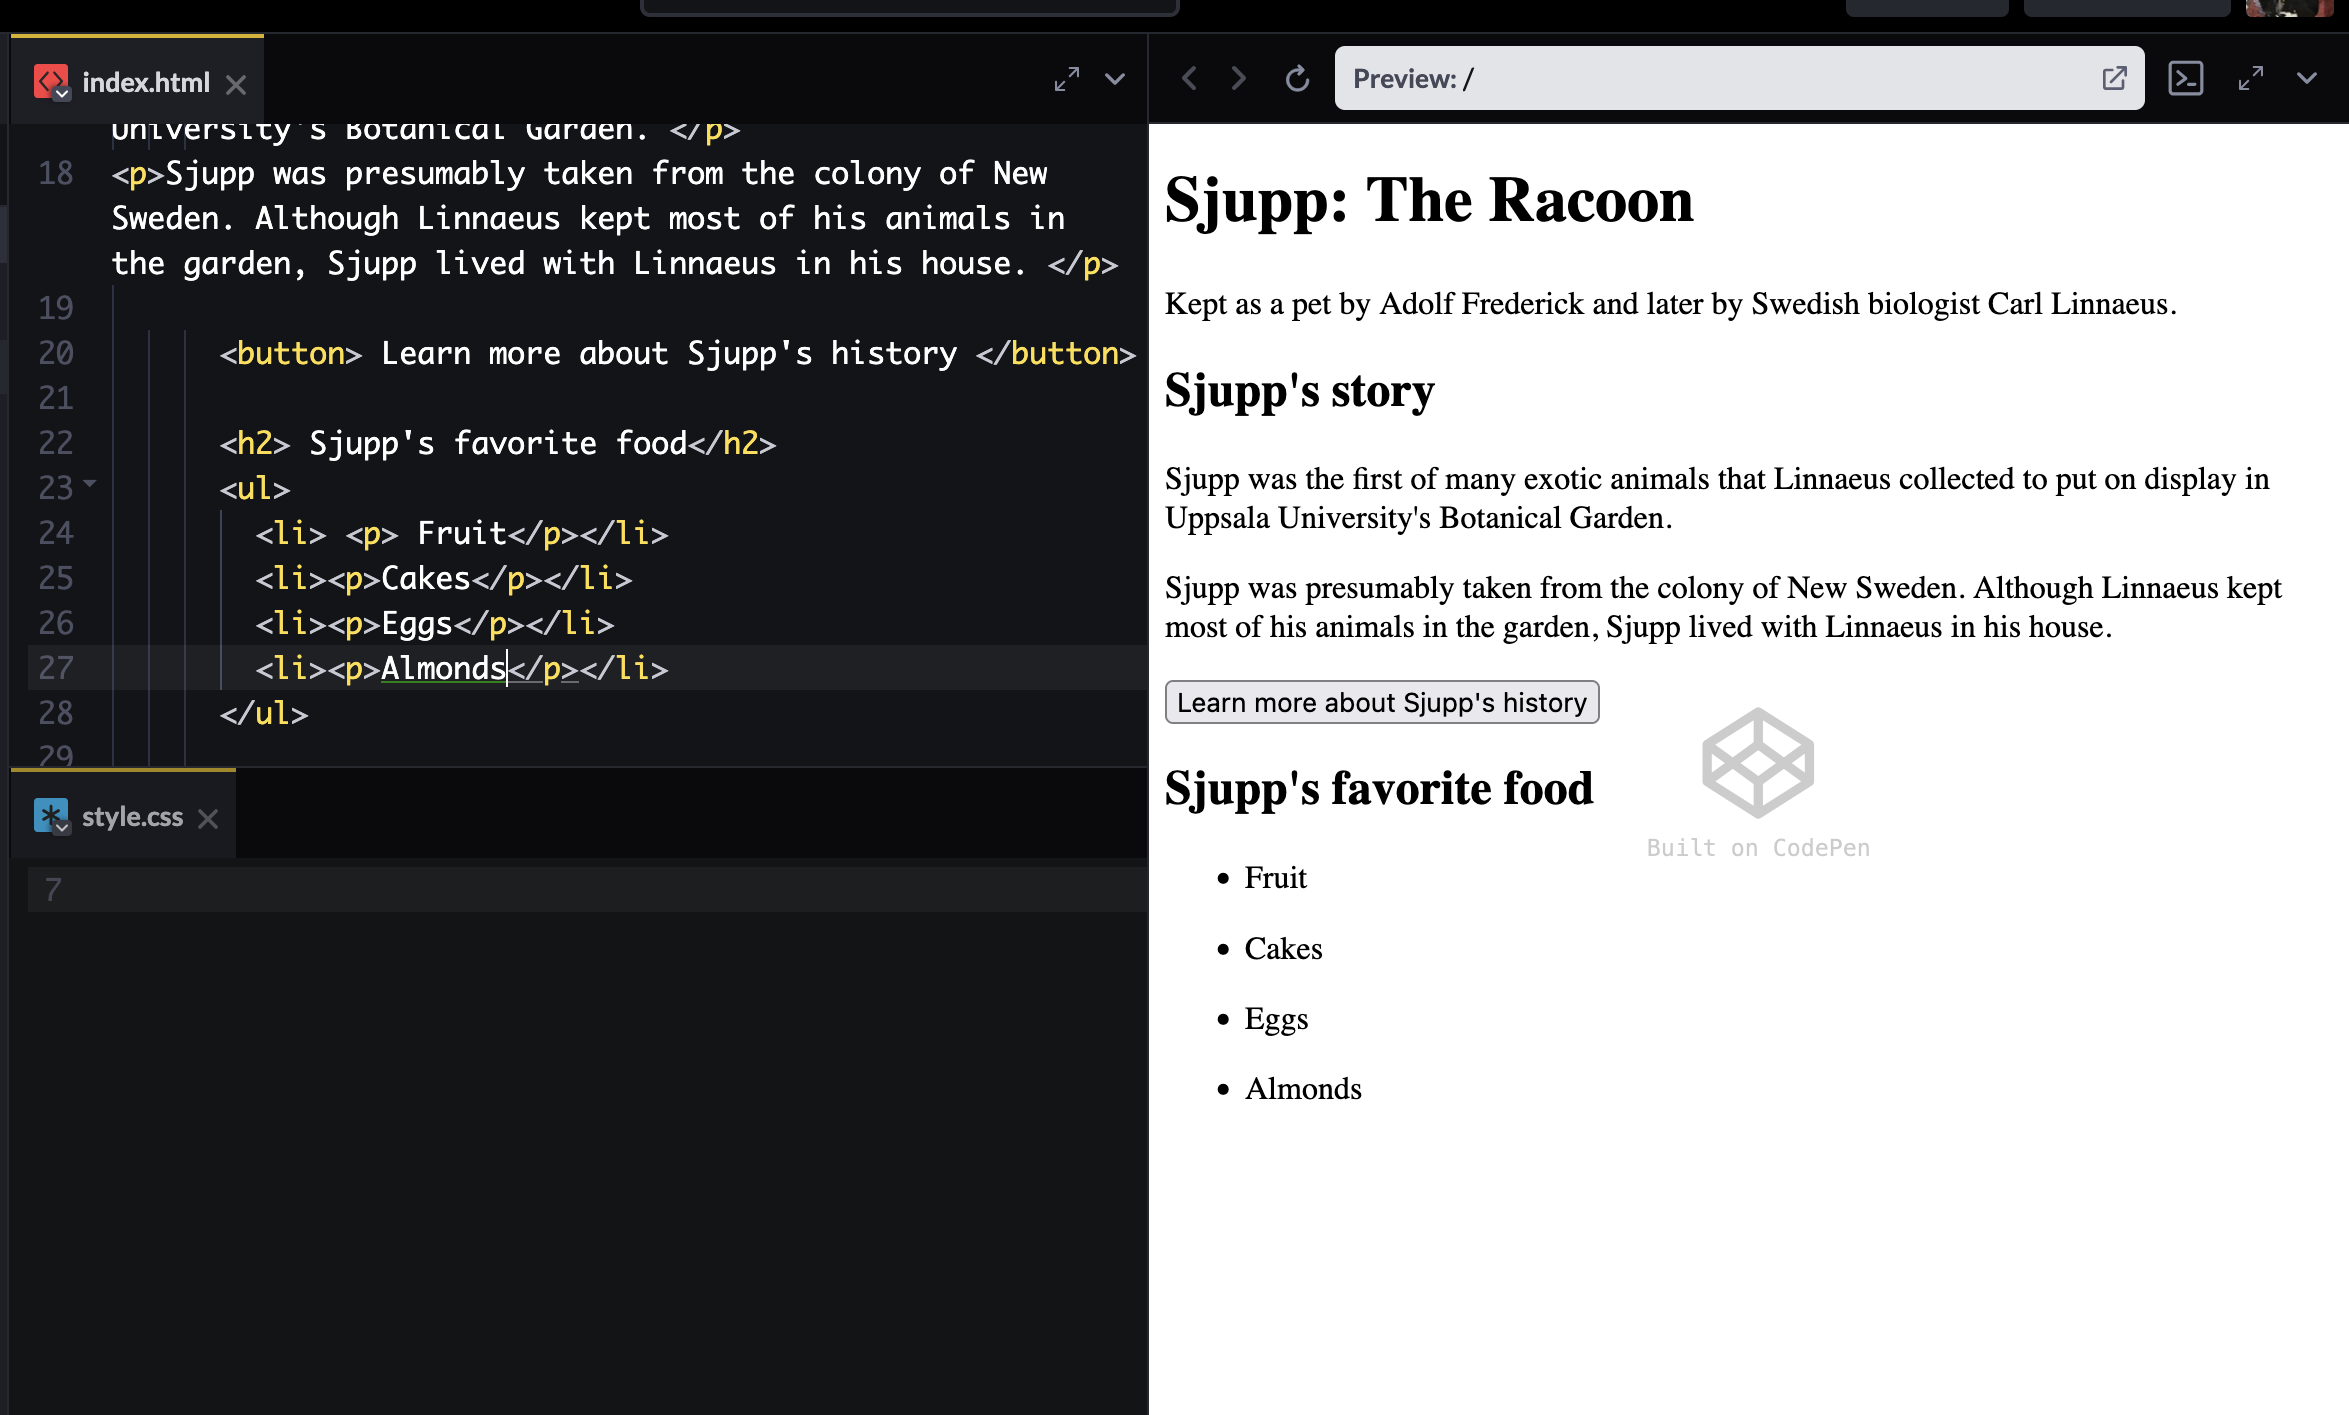 index.html
University's Botanical Garden. </p>
18 <p>Sjupp was presumably taken from the colony of New
Sweden. Although Linnaeus kept most of his animals in
the garden, Sjupp lived with Linnaeus in his house. </p>
19
20 <button> Learn more about Sjupp's history </button>
21
22 <h2> Sjupp's favorite food</h2>
23 <ul>
24 <li> <p> Fruit</p></li>
25 <li><p>Cakes</p></li>
26 <li><p>Eggs</p></li>
27 <li><p>Almonds</p></li>
28 </ul>
29
style.css
7
Preview: /
Sjupp: The Racoon
Kept as a pet by Adolf Frederick and later by Swedish biologist Carl Linnaeus.
Sjupp's story
Sjupp was the first of many exotic animals that Linnaeus collected to put on display in
Uppsala University's Botanical Garden.
Sjupp was presumably taken from the colony of New Sweden. Although Linnaeus kept
most of his animals in the garden, Sjupp lived with Linnaeus in his house.
Learn more about Sjupp's history
Sjupp's favorite food
Built on CodePen
• Fruit
• Cakes
• Eggs
• Almonds